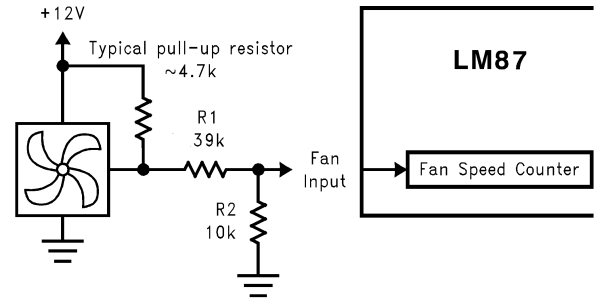 +12V
Typical pull-up resistor
~4.7k
R1
39k
R2
10k
Fan
Input
LM87
Fan Speed Counter